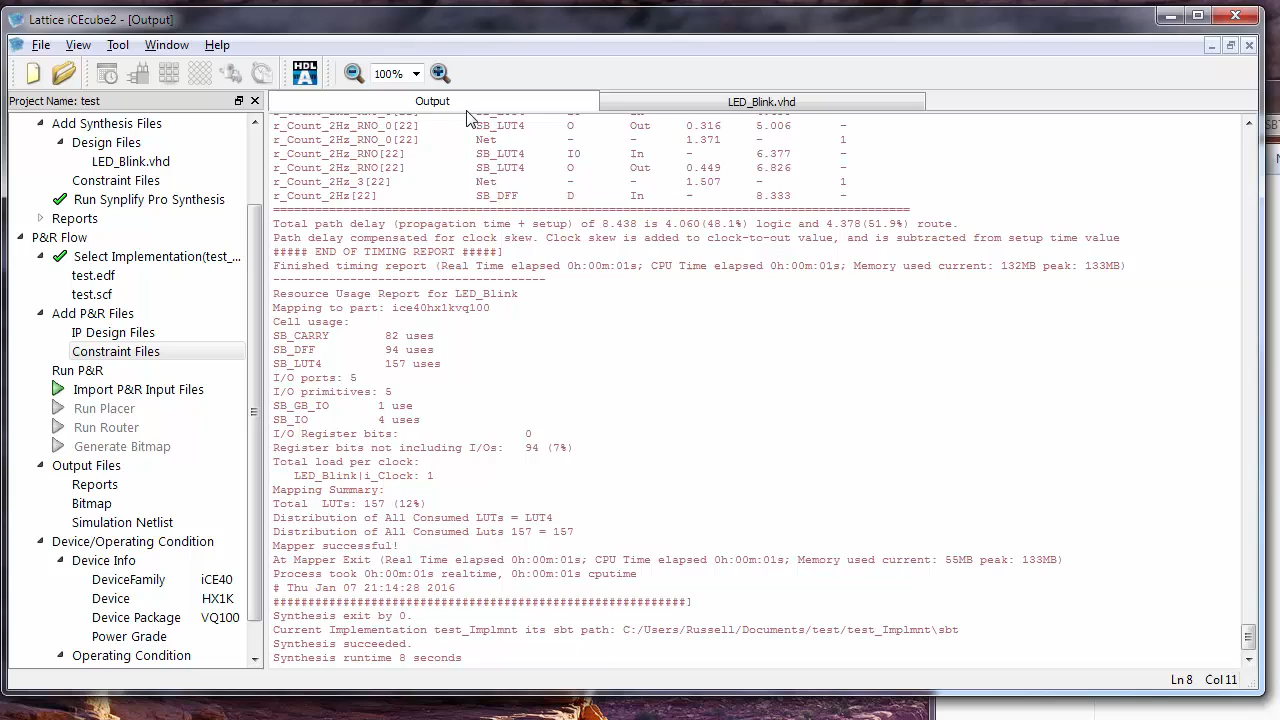 Lattice iCEcube2 - [Output]
File View Tool Window Help
HDL
A
100%
Project Name: test
Output
LED_Blink.vhd
Add Synthesis Files
Design Files
LED_Blink.vhd
Constraint Files
Run Synplify Pro Synthesis
Reports
P&R Flow
Select Implementation(test_...
test.edf
test.scf
Add P&R Files
IP Design Files
Constraint Files
Run P&R
Import P&R Input Files
Run Placer
Run Router
Generate Bitmap
Output Files
Reports
Bitmap
Simulation Netlist
Device/Operating Condition
Device Info
DeviceFamily iCE40
Device HX1K
Device Package VQ100
Power Grade
Operating Condition
r_Count_2Hz_RNO_0[22] SB_LUT4 O Out 0.316 5.006 -
r_Count_2Hz_RNO_0[22] Net - - 1.371 - 1
r_Count_2Hz_RNO[22] SB_LUT4 I0 In - 6.377 -
r_Count_2Hz_RNO[22] SB_LUT4 O Out 0.449 6.826 -
r_Count_2Hz_3[22] Net - - 1.507 - 1
r_Count_2Hz[22] SB_DFF D In - 8.333 -
===========================================================================================
Total path delay (propagation time + setup) of 8.438 is 4.060(48.1%) logic and 4.378(51.9%) route.
Path delay compensated for clock skew. Clock skew is added to clock-to-out value, and is subtracted from setup time value
##### END OF TIMING REPORT #####]
Finished timing report (Real Time elapsed 0h:00m:01s; CPU Time elapsed 0h:00m:01s; Memory used current: 132MB peak: 133MB)
---------------------------------------
Resource Usage Report for LED_Blink
Mapping to part: ice40hx1kvq100
Cell usage:
SB_CARRY 82 uses
SB_DFF 94 uses
SB_LUT4 157 uses
I/O ports: 5
I/O primitives: 5
SB_GB_IO 1 use
SB_IO 4 uses
I/O Register bits: 0
Register bits not including I/Os: 94 (7%)
Total load per clock:
LED_Blink|i_Clock: 1
Mapping Summary:
Total LUTs: 157 (12%)
Distribution of All Consumed LUTs = LUT4
Distribution of All Consumed Luts 157 = 157
Mapper successful!
At Mapper Exit (Real Time elapsed 0h:00m:01s; CPU Time elapsed 0h:00m:01s; Memory used current: 55MB peak: 133MB)
Process took 0h:00m:01s realtime, 0h:00m:01s cputime
# Thu Jan 07 21:14:28 2016
###########################################################]
Synthesis exit by 0.
Current Implementation test_Implmnt its sbt path: C:/Users/Russell/Documents/test/test_Implmnt\sbt
Synthesis succeeded.
Synthesis runtime 8 seconds
Ln 8 Col 11